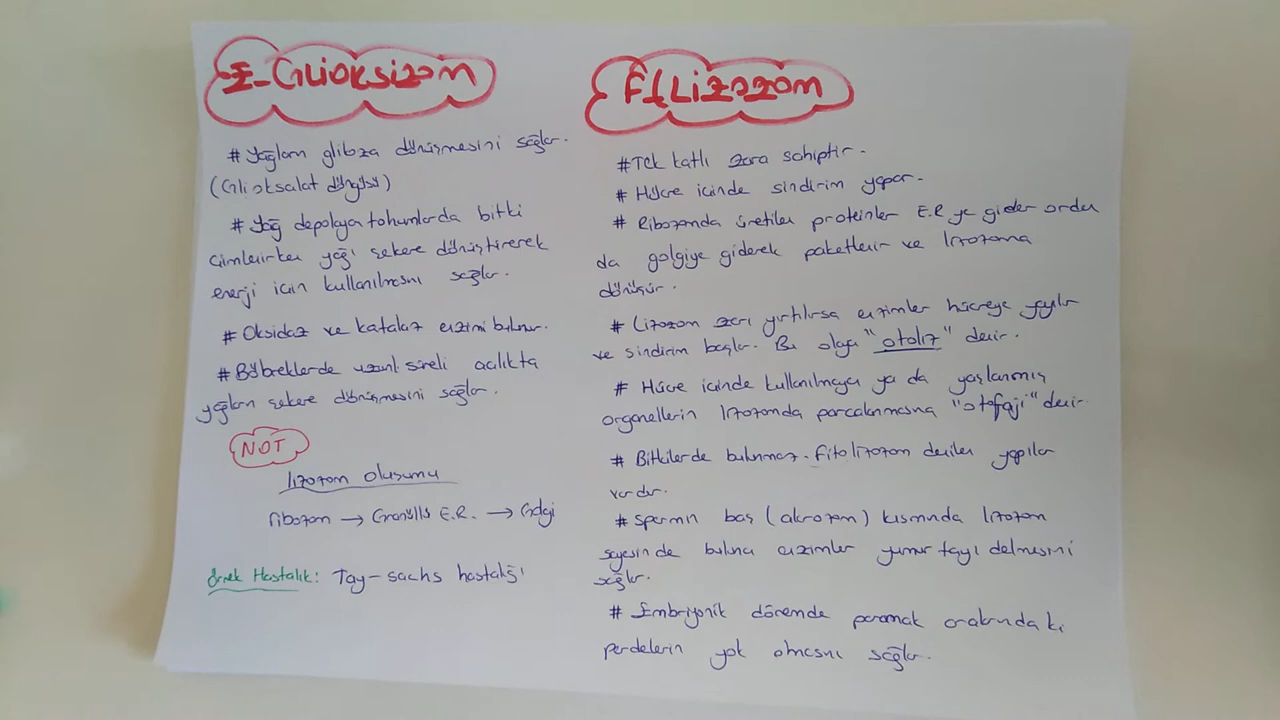 E-Glioksizom
# Yağların glikoza dönüşmesini sağlar.
(Glioksalat döngüsü)
# Yağ depolayan tohumlarda bitki
çimlenirken yağı şekere dönüştürerek
enerji için kullanılmasını sağlar.
# Oksidaz ve katalaz enzimi bulunur.
# Böbreklerde uzun süreli açlıkta
yağların şekere dönüşmesini sağlar.
NOT
lizozom oluşumu
Ribozom → Granüllü E.R. → Golgi
Örnek Hastalık: Tay-sachs hastalığı
F-Lizozom
# Tek katlı zara sahiptir.
# Hücre içinde sindirim yapar.
# Ribozomda üretilen proteinler E.R ye gider ordan
da golgiye giderek paketlenir ve lizozoma
dönüşür.
# Lizozom zarı yırtılırsa enzimler hücreye yayılır
ve sindirim başlar. Bu olaya "otoliz" denir.
# Hücre içinde kullanılmayan ya da yaşlanmış
organellerin lizozomda parçalanmasına "otofaji" denir.
# Bitkilerde bulunmaz. Fitolizozom denilen yapılar
vardır.
# Spermin baş (akrozom) kısmında lizozom
sayesinde bulunan enzimler yumurtayı delmesini
sağlar.
# Embriyonik dönemde parmak aralarındaki
perdelerin yok olmasını sağlar.